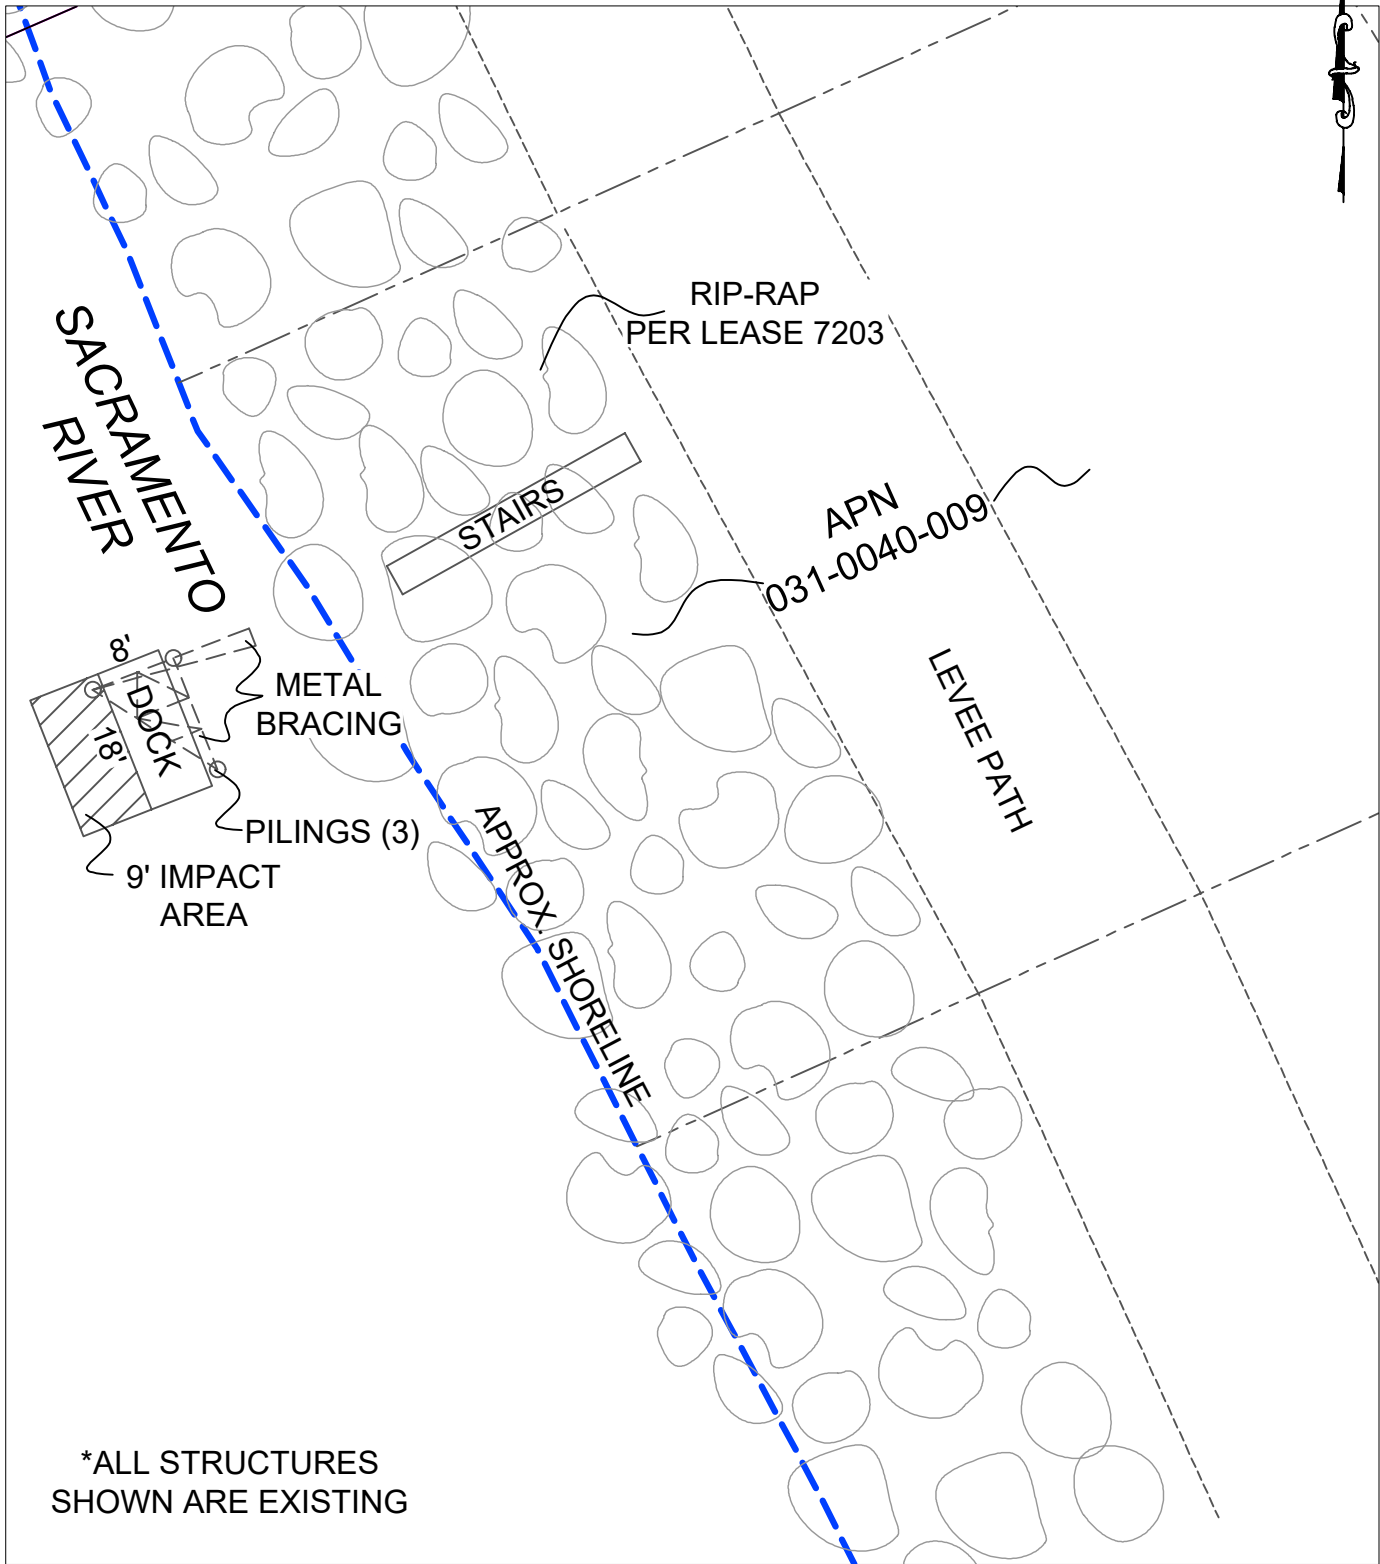 RIP-RAP
PER LEASE 7203
SACRAMENTO
RIVER
STAIRS
APN
031-0040-009
8'
DOCK
18'
METAL
BRACING
LEVEE PATH
PILINGS (3)
9' IMPACT
AREA
APPROX. SHORELINE
*ALL STRUCTURES
SHOWN ARE EXISTING